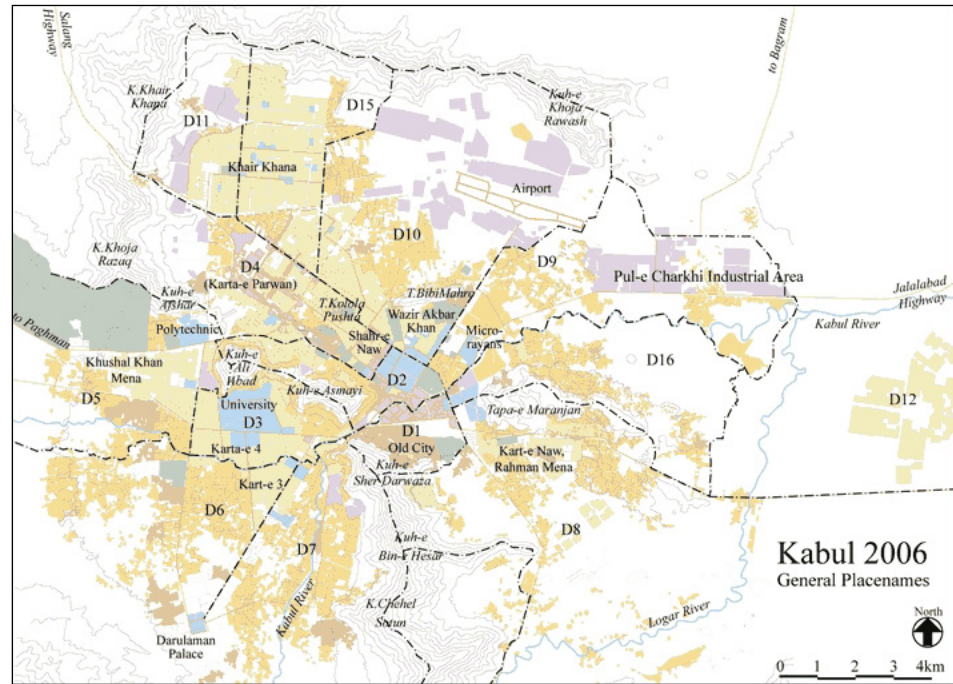 Salang
Highway
to Bagram
K.Khair
Khana
D15
Kuh-e
Khoja
Rawash
D11
Khair Khana
Airport
D10
D9
K.Khoja
Razaq
D4
(Karta-e Parwan)
Pul-e Charkhi Industrial Area
Kuh-e
Afshar
T.Kolola
Pushta
T.BibiMahro
Wazir Akbar
Khan
Jalalabad
Highway
Kabul River
to Paghman
Polytechnic
Shahr-e
Naw
Micro-
rayans
Khushal Khan
Mena
Kuh-e
Ali
Abad
D2
D16
Kuh-e Asmayi
D5
University
D3
Tapa-e Maranjan
D12
D1
Old City
Karta-e 4
Kart-e Naw,
Rahman Mena
Kuh-e
Sher Darwaza
Kart-e 3
D6
D8
D7
Kuh-e
Bin-e Hesar
Kabul 2006
General Placenames
K.Chehel
Sotun
Kabul River
Logar River
North
Darulaman
Palace
0 1 2 3 4km